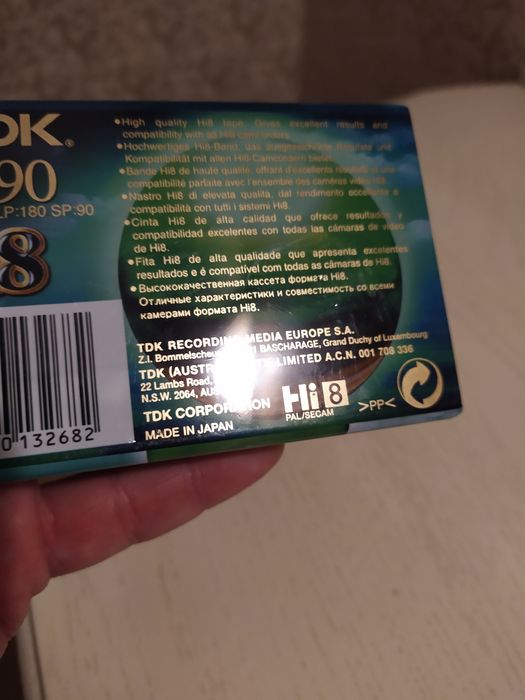 DK®
90
LP:180 SP:90
8
•High quality Hi8 tape. Gives excellent results and
compatibility with all Hi8 camcorders.
•Hochwertiges Hi8-Band, das ausgezeichnete Resultate und
Kompatibilität mit allen Hi8 Camcordern bietet.
•Bande Hi8 de haute qualité, offrant d'excellents résultats et une
compatibilité parfaite avec l'ensemble des caméras vidéo Hi8.
•Nastro Hi8 di elevata qualità, dal rendimento eccellente e
compatibilità con tutti i sistemi Hi8.
•Cinta Hi8 de alta calidad que ofrece resultados y
compatibilidad excelentes con todas las cámaras de vídeo
de Hi8.
•Fita Hi8 de alta qualidade que apresenta excelentes
resultados e é compatível com todas as câmaras de Hi8.
•Высококачественная кассета формата Hi8.
Отличные характеристики и совместимость со всеми
камерами формата Hi8.
TDK RECORDING MEDIA EUROPE S.A.
Z.I. Bommelscheuer, BASCHARAGE, Grand Duchy of Luxembourg
TDK (AUSTR LIMITED A.C.N. 001 708 336
22 Lambs Road,
N.S.W. 2064,
TDK CORPORATION
MADE IN JAPAN
Hi8
PAL/SECAM
>PP<
0132682